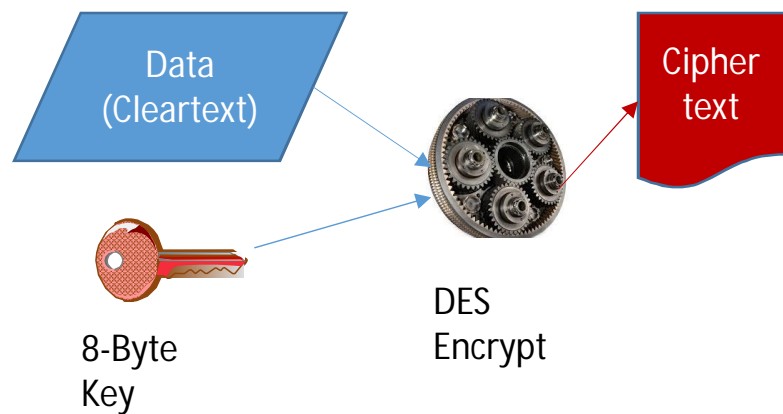 Data
(Cleartext)
Cipher
text
8-Byte
Key
DES
Encrypt